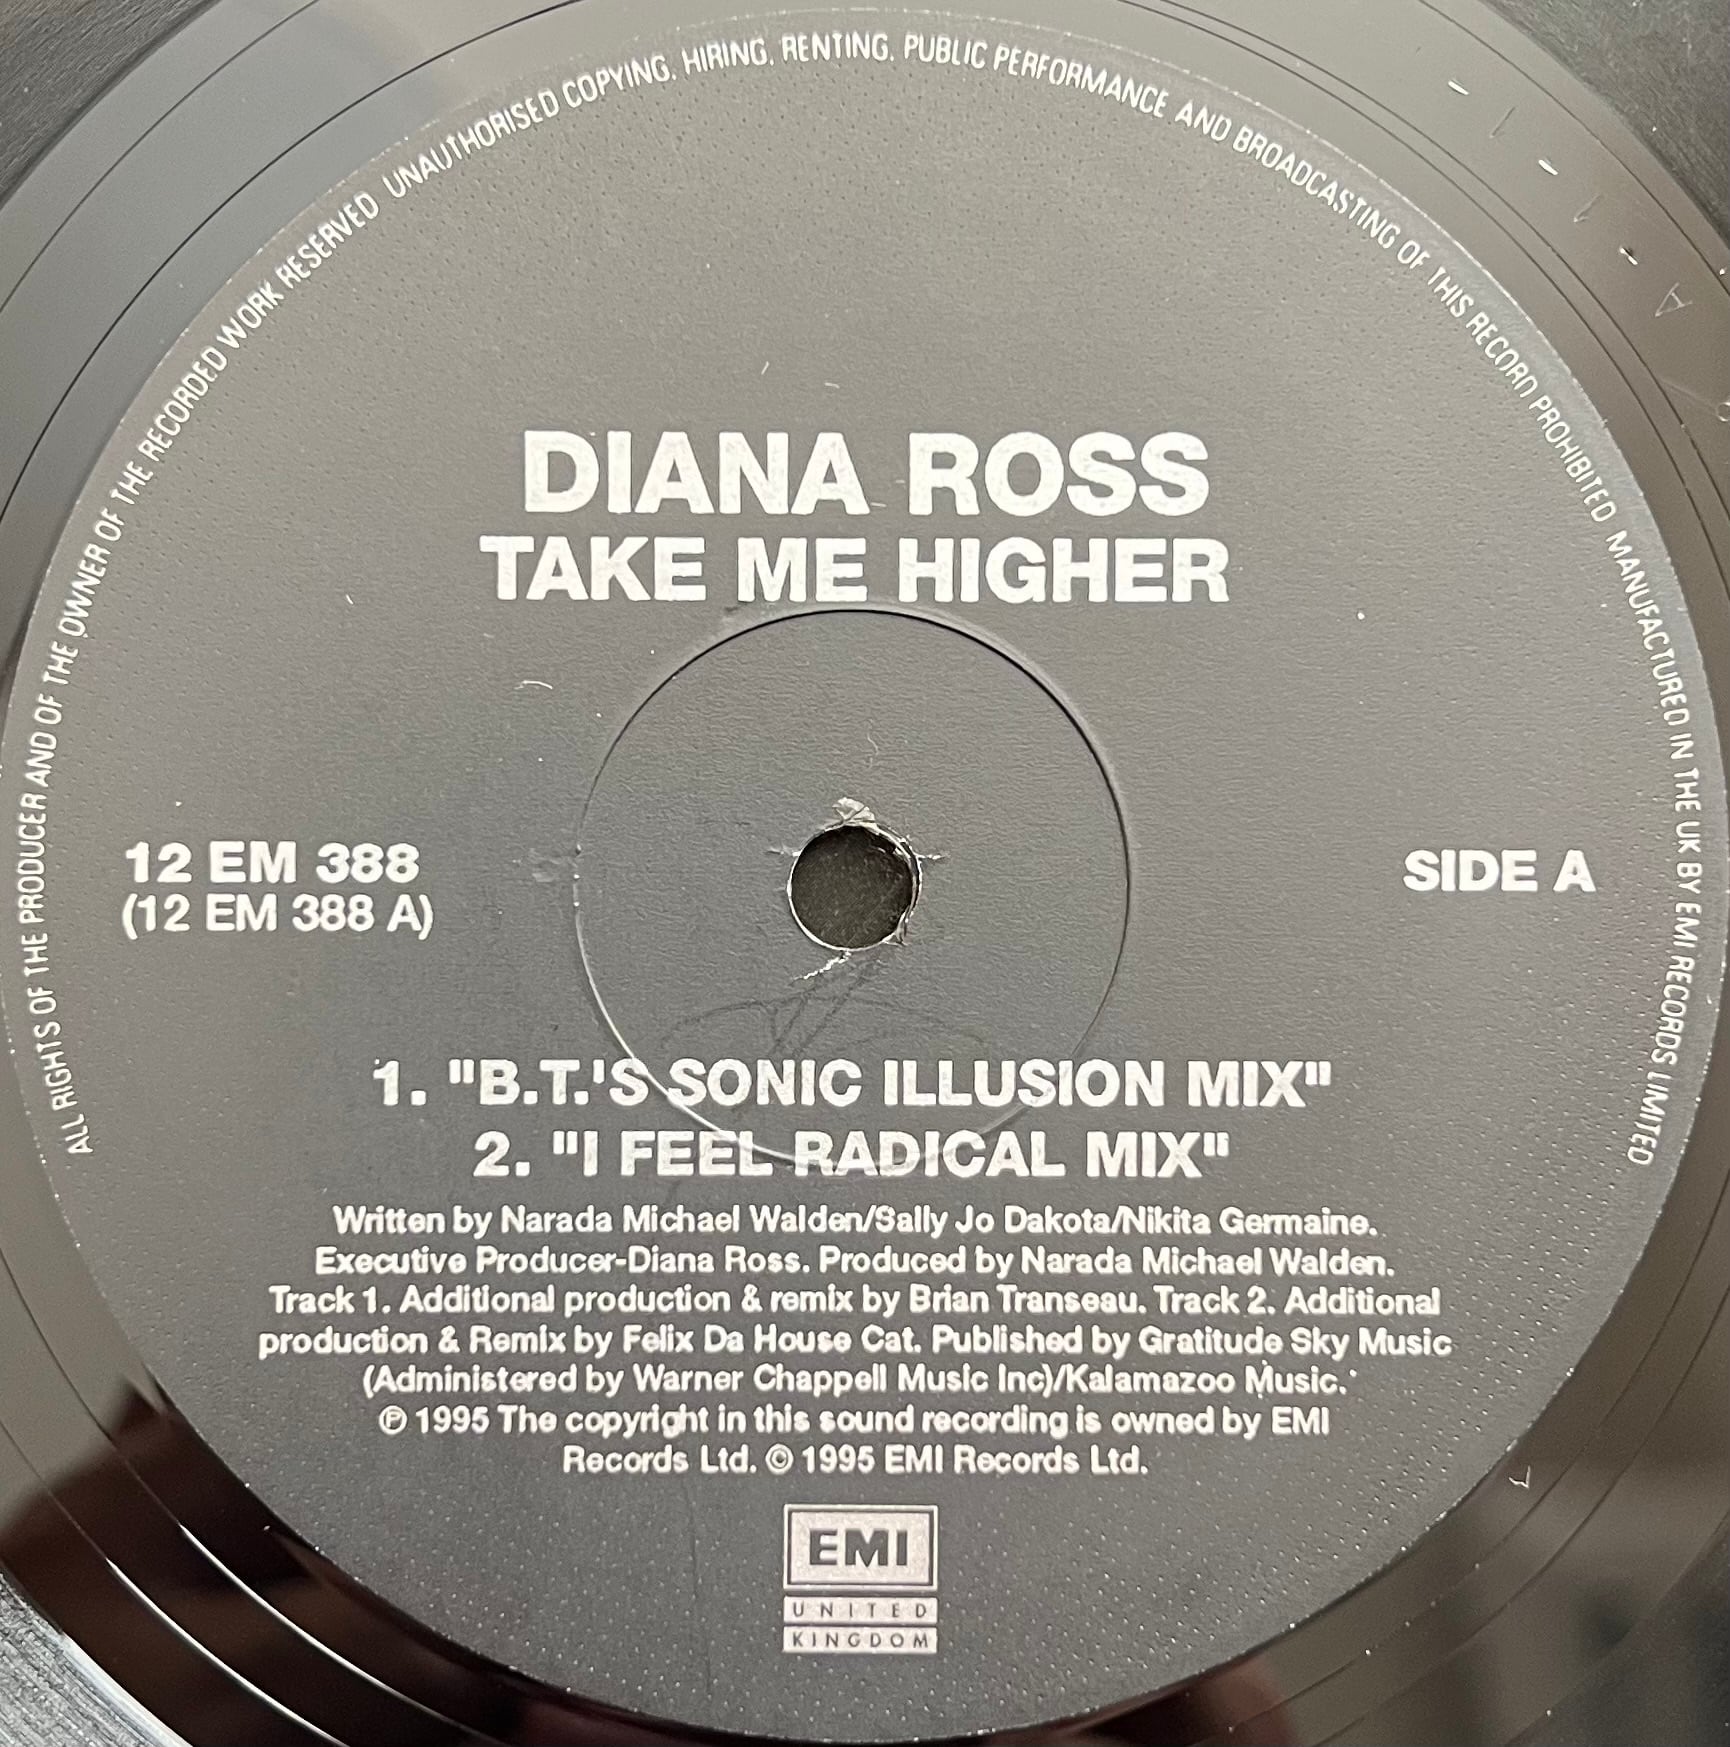 ALL RIGHTS OF THE PRODUCER AND OF THE OWNER OF THE RECORDED WORK RESERVED UNAUTHORISED COPYING, HIRING, RENTING, PUBLIC PERFORMANCE AND BROADCASTING OF THIS RECORD PROHIBITED MANUFACTURED IN THE UK BY EMI RECORDS LIMITED
DIANA ROSS
TAKE ME HIGHER
12 EM 388
(12 EM 388 A)
SIDE A
1. "B.T.'S SONIC ILLUSION MIX"
2. "I FEEL RADICAL MIX"
Written by Narada Michael Walden/Sally Jo Dakota/Nikita Germaine.
Executive Producer-Diana Ross. Produced by Narada Michael Walden.
Track 1. Additional production & remix by Brian Transeau. Track 2. Additional
production & Remix by Felix Da House Cat. Published by Gratitude Sky Music
(Administered by Warner Chappell Music Inc)/Kalamazoo Music.
℗ 1995 The copyright in this sound recording is owned by EMI
Records Ltd. © 1995 EMI Records Ltd.
EMI
UNITED
KINGDOM